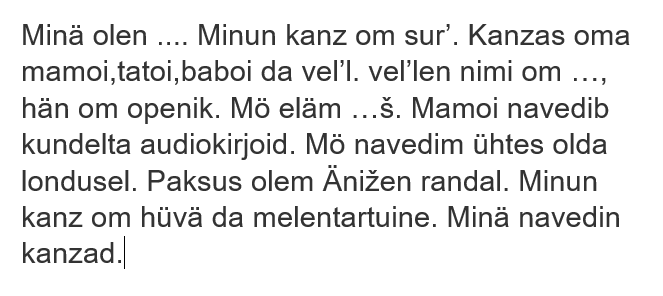 Minä olen .... Minun kanz om sur’. Kanzas oma
mamoi,tatoi,baboi da vel’l. vel’len nimi om …,
hän om openik. Mö eläm …š. Mamoi navedib
kundelta audiokirjoid. Mö navedim ühtes olda
londusel. Paksus olem Änižen randal. Minun
kanz om hüvä da melentartuine. Minä navedin
kanzad.